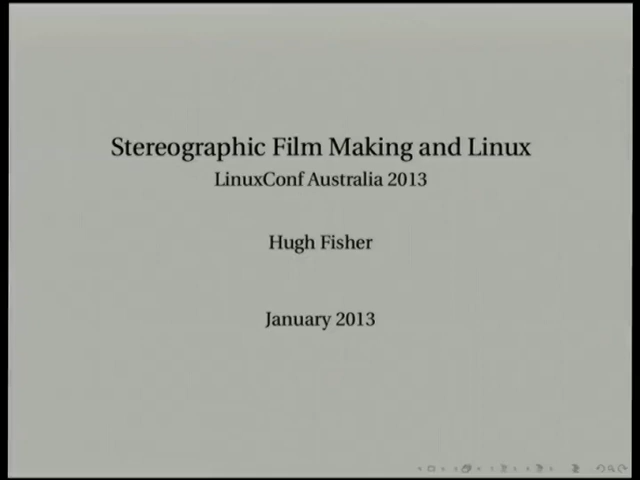 Stereographic Film Making and Linux
LinuxConf Australia 2013
Hugh Fisher
January 2013